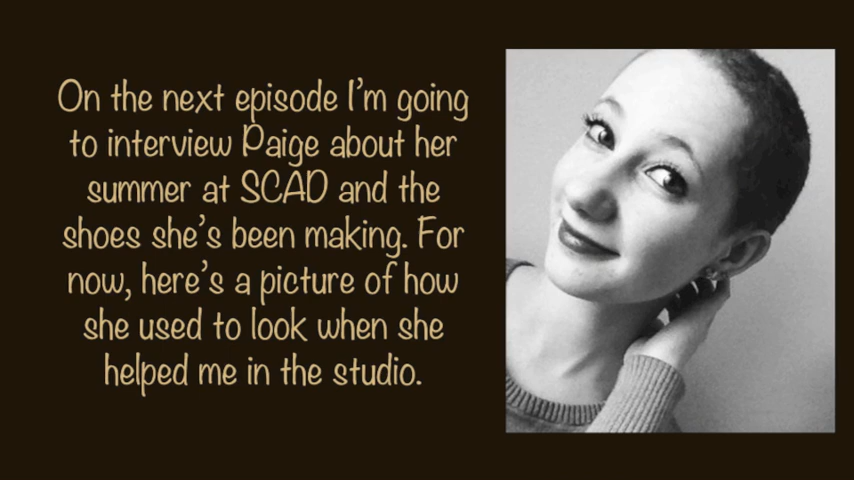 On the next episode I'm going
to interview Paige about her
summer at SCAD and the
shoes she's been making. For
now, here's a picture of how
she used to look when she
helped me in the studio.